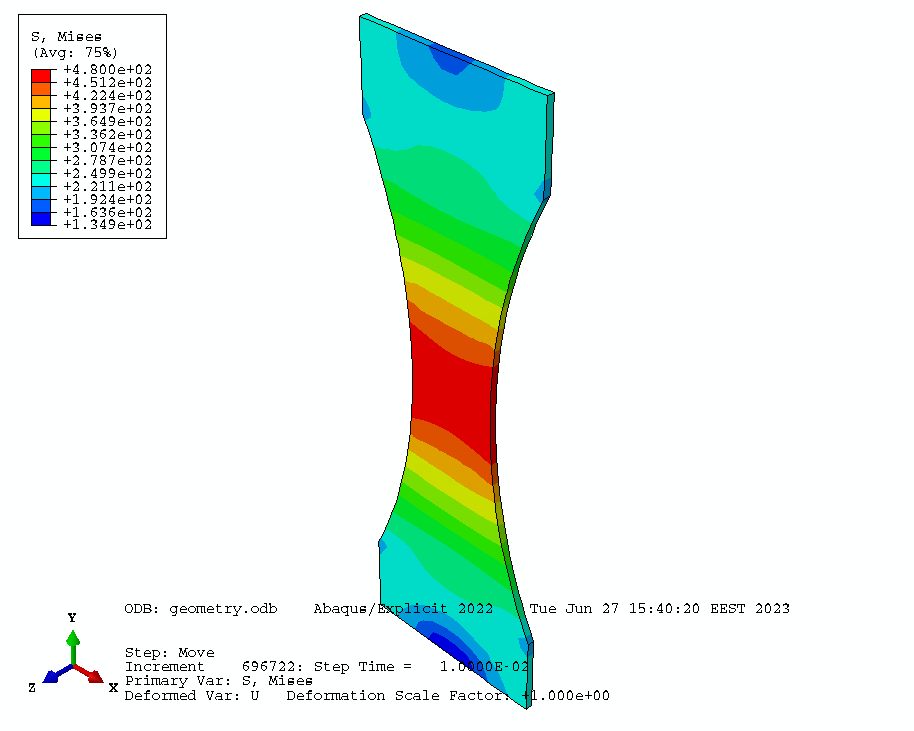 S, Mises
(Avg: 75%)
+4.800e+02
+4.512e+02
+4.224e+02
+3.937e+02
+3.649e+02
+3.362e+02
+3.074e+02
+2.787e+02
+2.499e+02
+2.211e+02
+1.924e+02
+1.636e+02
+1.349e+02
ODB: geometry.odb Abaqus/Explicit 2022 Tue Jun 27 15:40:20 EEST 2023
Y
Z
X
Step: Move
Increment 696722: Step Time = 1.0000E-02
Primary Var: S, Mises
Deformed Var: U Deformation Scale Factor: +1.000e+00